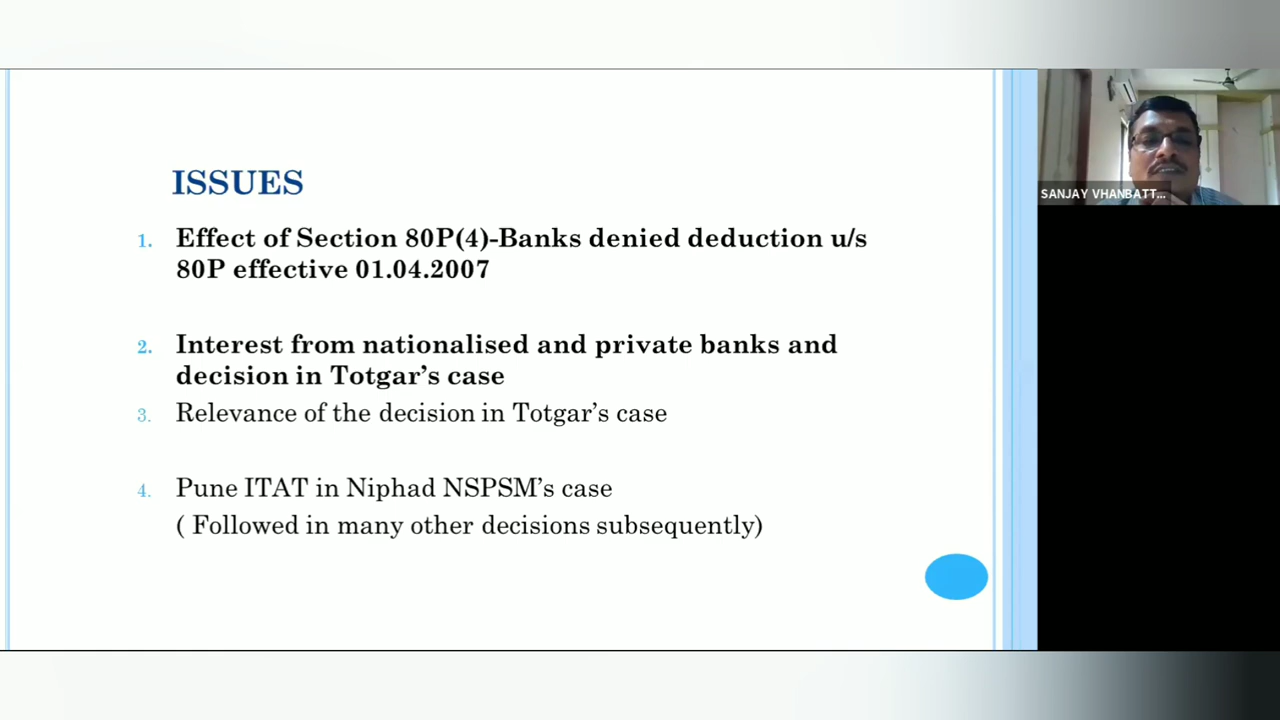 ISSUES
1. Effect of Section 80P(4)-Banks denied deduction u/s
80P effective 01.04.2007
2. Interest from nationalised and private banks and
decision in Totgar's case
3. Relevance of the decision in Totgar's case
4. Pune ITAT in Niphad NSPSM's case
( Followed in many other decisions subsequently)
SANJAY VHANBATT...